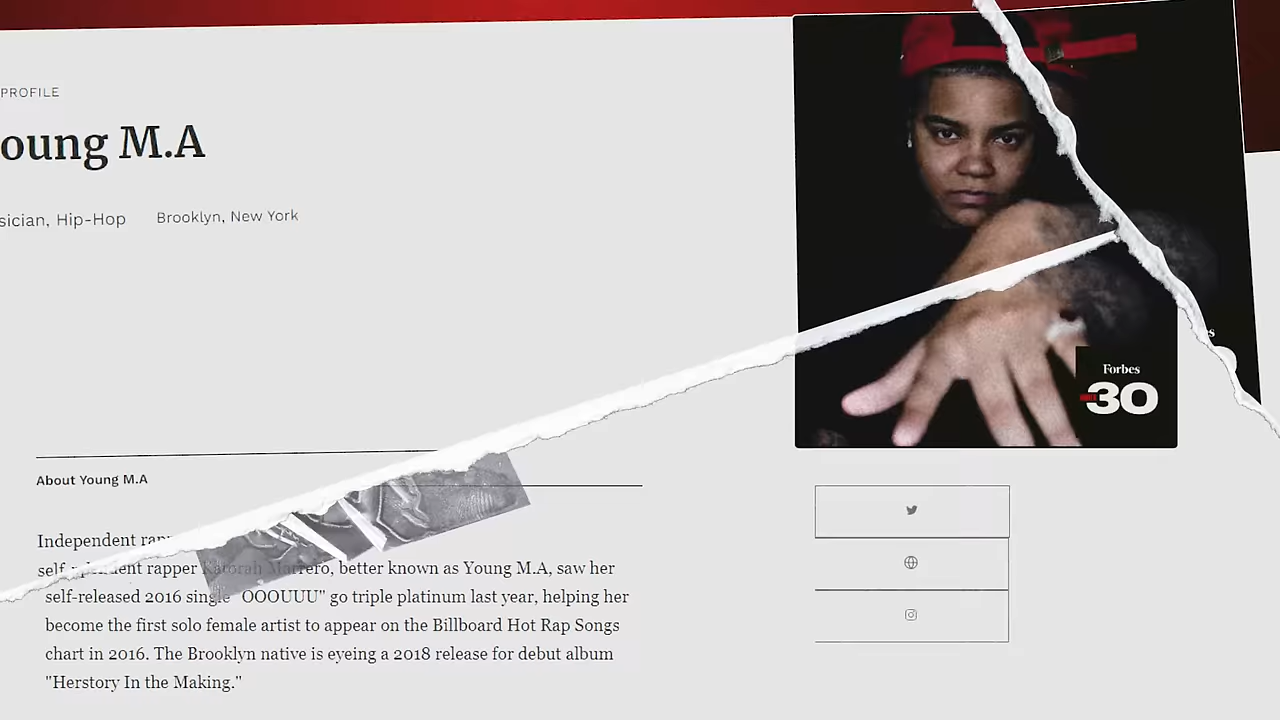 PROFILE
oung M.A
sician, Hip-Hop
Brooklyn, New York
Forbes
30
s
About Young M.A
Independent rap
self- ent rapper Katorah Marrero, better known as Young M.A, saw her
self-released 2016 single "OOOUUU" go triple platinum last year, helping her
become the first solo female artist to appear on the Billboard Hot Rap Songs
chart in 2016. The Brooklyn native is eyeing a 2018 release for debut album
"Herstory In the Making."